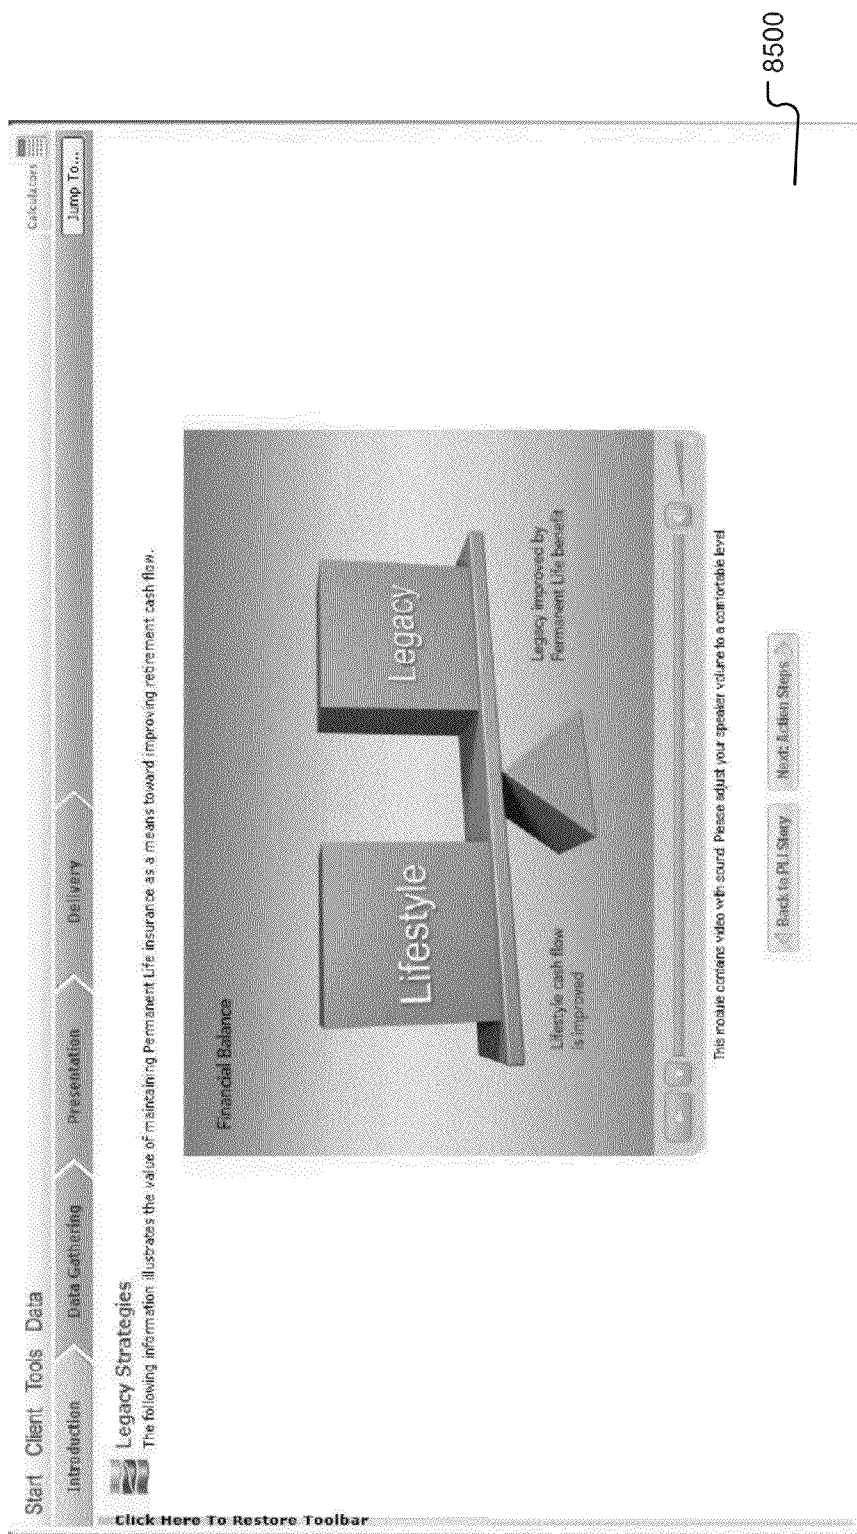 Start Client Tools Data
Calculators
Introduction Data Gathering Presentation Delivery
Jump To...
Legacy Strategies
The following information illustrates the value of maintaining Permanent Life insurance as a means toward improving retirement cash flow.
Click Here To Restore Toolbar
Financial Balance
Lifestyle
Legacy
Lifestyle cash flow
is improved
Legacy improved by
Permanent Life benefit
This module contains video with sound. Please adjust your speaker volume to a comfortable level.
Back to PLI Story
Next: Action Steps
8500